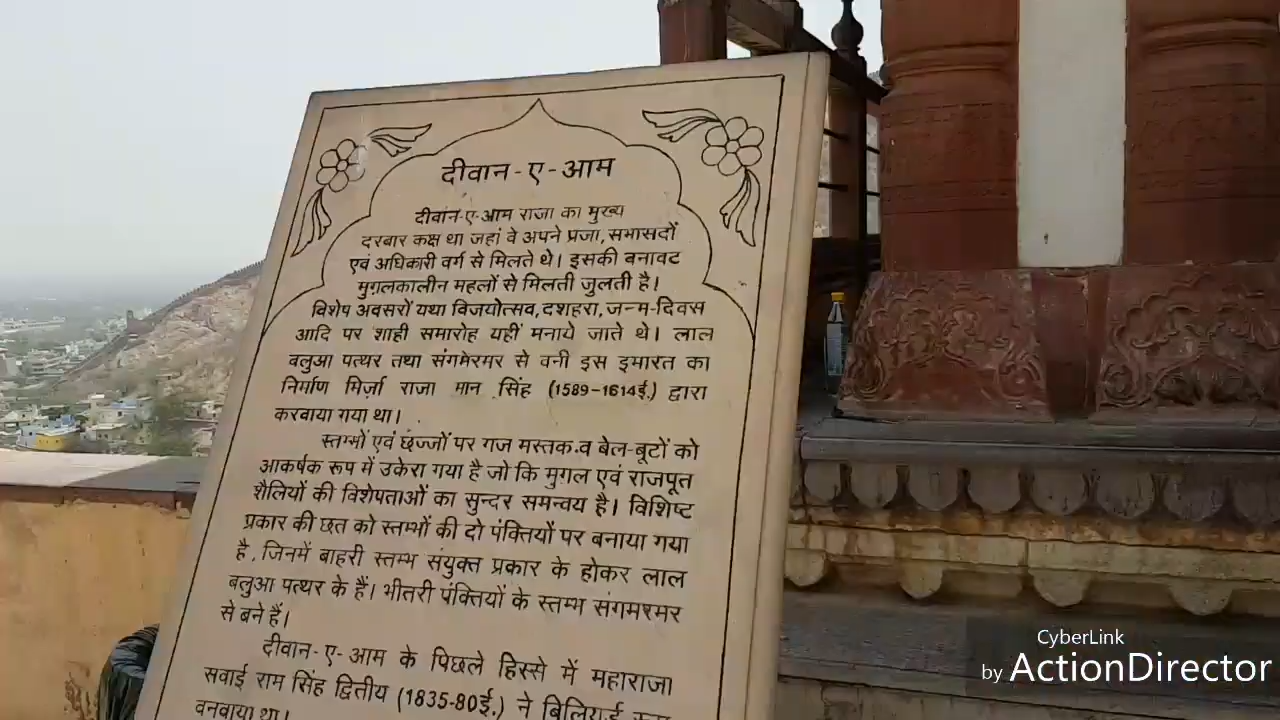 दीवान-ए-आम
दीवान-ए-आम राजा का मुख्य
दरबार कक्ष था जहां वे अपने प्रजा, सभासदों
एवं अधिकारी वर्ग से मिलते थे। इसकी बनावट
मुग़लकालीन महलों से मिलती जुलती है।
विशेष अवसरों यथा विजयोत्सव, दशहरा, जन्म-दिवस
आदि पर शाही समारोह यहीं मनाये जाते थे। लाल
बलुआ पत्थर तथा संगमरमर से बनी इस इमारत का
निर्माण मिर्ज़ा राजा मान सिंह (1589-1614ई.) द्वारा
करवाया गया था।
स्तम्भों एवं छज्जों पर गज मस्तक व बेल-बूटों को
आकर्षक रूप में उकेरा गया है जो कि मुग़ल एवं राजपूत
शैलियों की विशेषताओं का सुन्दर समन्वय है। विशिष्ट
प्रकार की छत को स्तम्भों की दो पंक्तियों पर बनाया गया
है, जिनमें बाहरी स्तम्भ संयुक्त प्रकार के होकर लाल
बलुआ पत्थर के हैं। भीतरी पंक्तियों के स्तम्भ संगमरमर
से बने हैं।
दीवान-ए-आम के पिछले हिस्से में महाराजा
सवाई राम सिंह द्वितीय (1835-80ई.) ने
बनवाया था।
CyberLink
by ActionDirector